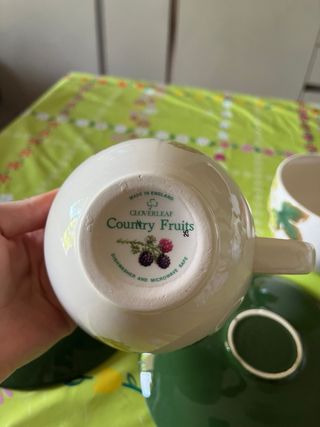 MADE IN ENGLAND
CLOVERLEAF
Country Fruits
DISHWASHER AND MICROWAVE SAFE